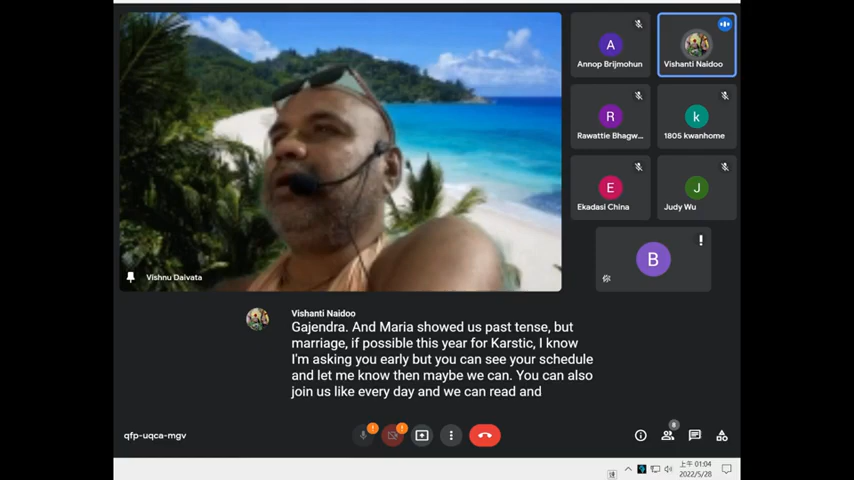 A
Annop Brijmohun
Vishanti Naidoo
R
Rawattie Bhagw...
k
1805 kwanhome
E
Ekadasi China
J
Judy Wu
B
你
Vishnu Daivata
Vishanti Naidoo
Gajendra. And Maria showed us past tense, but
marriage, if possible this year for Karstic, I know
I'm asking you early but you can see your schedule
and let me know then maybe we can. You can also
join us like every day and we can read and
qfp-uqca-mgv
8
上午 01:04
2022/5/28